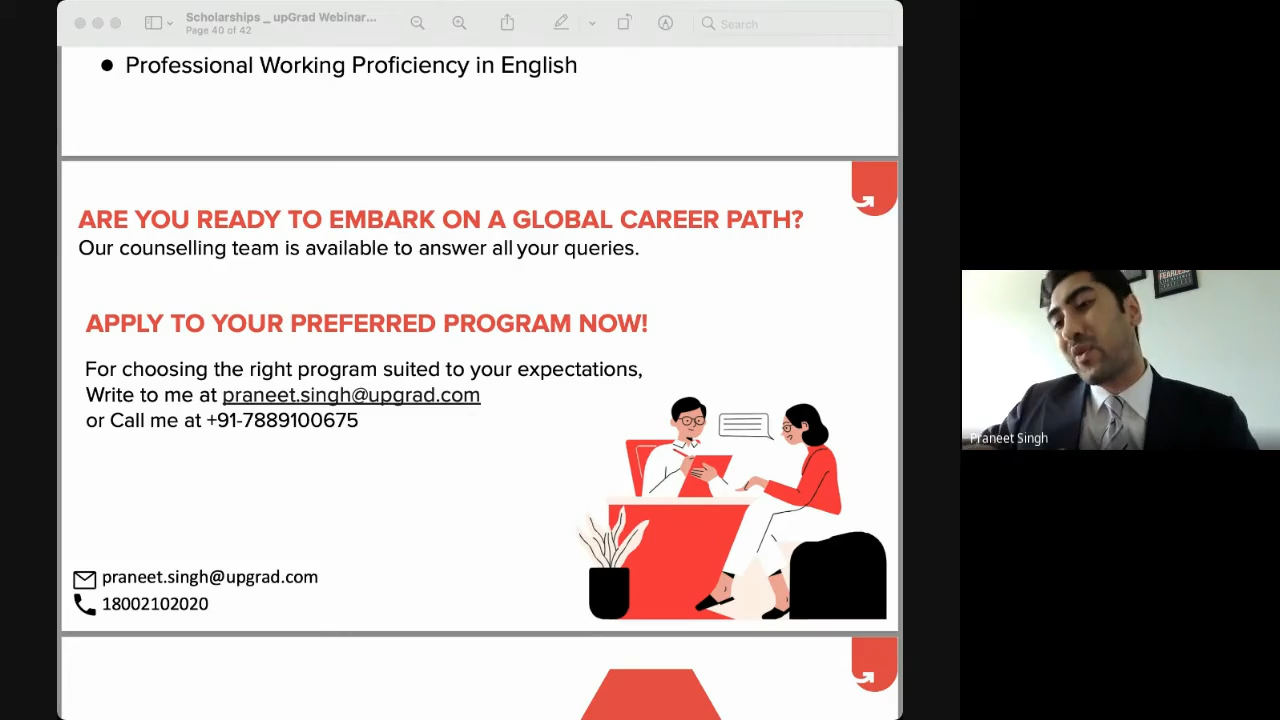 Scholarships _ upGrad Webinar...
Page 40 of 42
Search
Professional Working Proficiency in English
ARE YOU READY TO EMBARK ON A GLOBAL CAREER PATH?
Our counselling team is available to answer all your queries.
APPLY TO YOUR PREFERRED PROGRAM NOW!
For choosing the right program suited to your expectations,
Write to me at praneet.singh@upgrad.com
or Call me at +91-7889100675
praneet.singh@upgrad.com
18002102020
FEARLESS
Praneet Singh